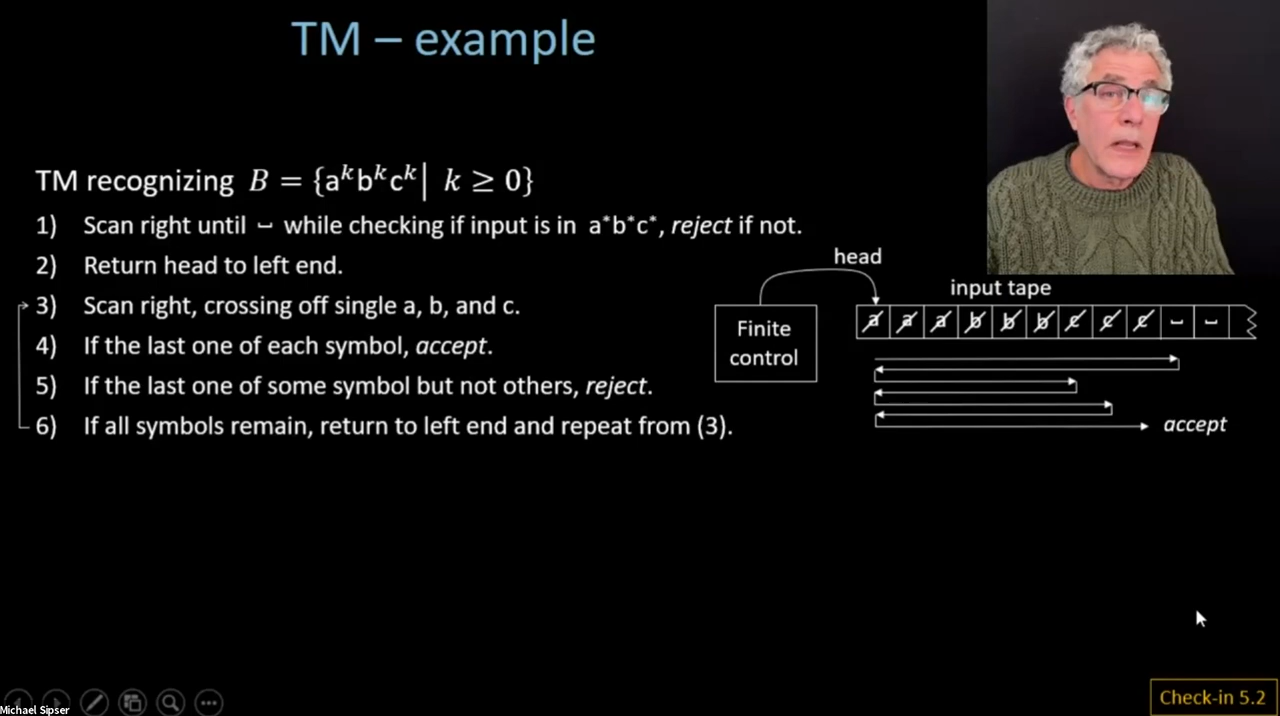 TM – example
TM recognizing B = {aᵏbᵏcᵏ| k ≥ 0}
1) Scan right until ⎵ while checking if input is in a*b*c*, reject if not.
2) Return head to left end.
3) Scan right, crossing off single a, b, and c.
4) If the last one of each symbol, accept.
5) If the last one of some symbol but not others, reject.
6) If all symbols remain, return to left end and repeat from (3).
head
input tape
Finite
control
a a a b b b c c c ⎵ ⎵
accept
Michael Sipser
Check-in 5.2